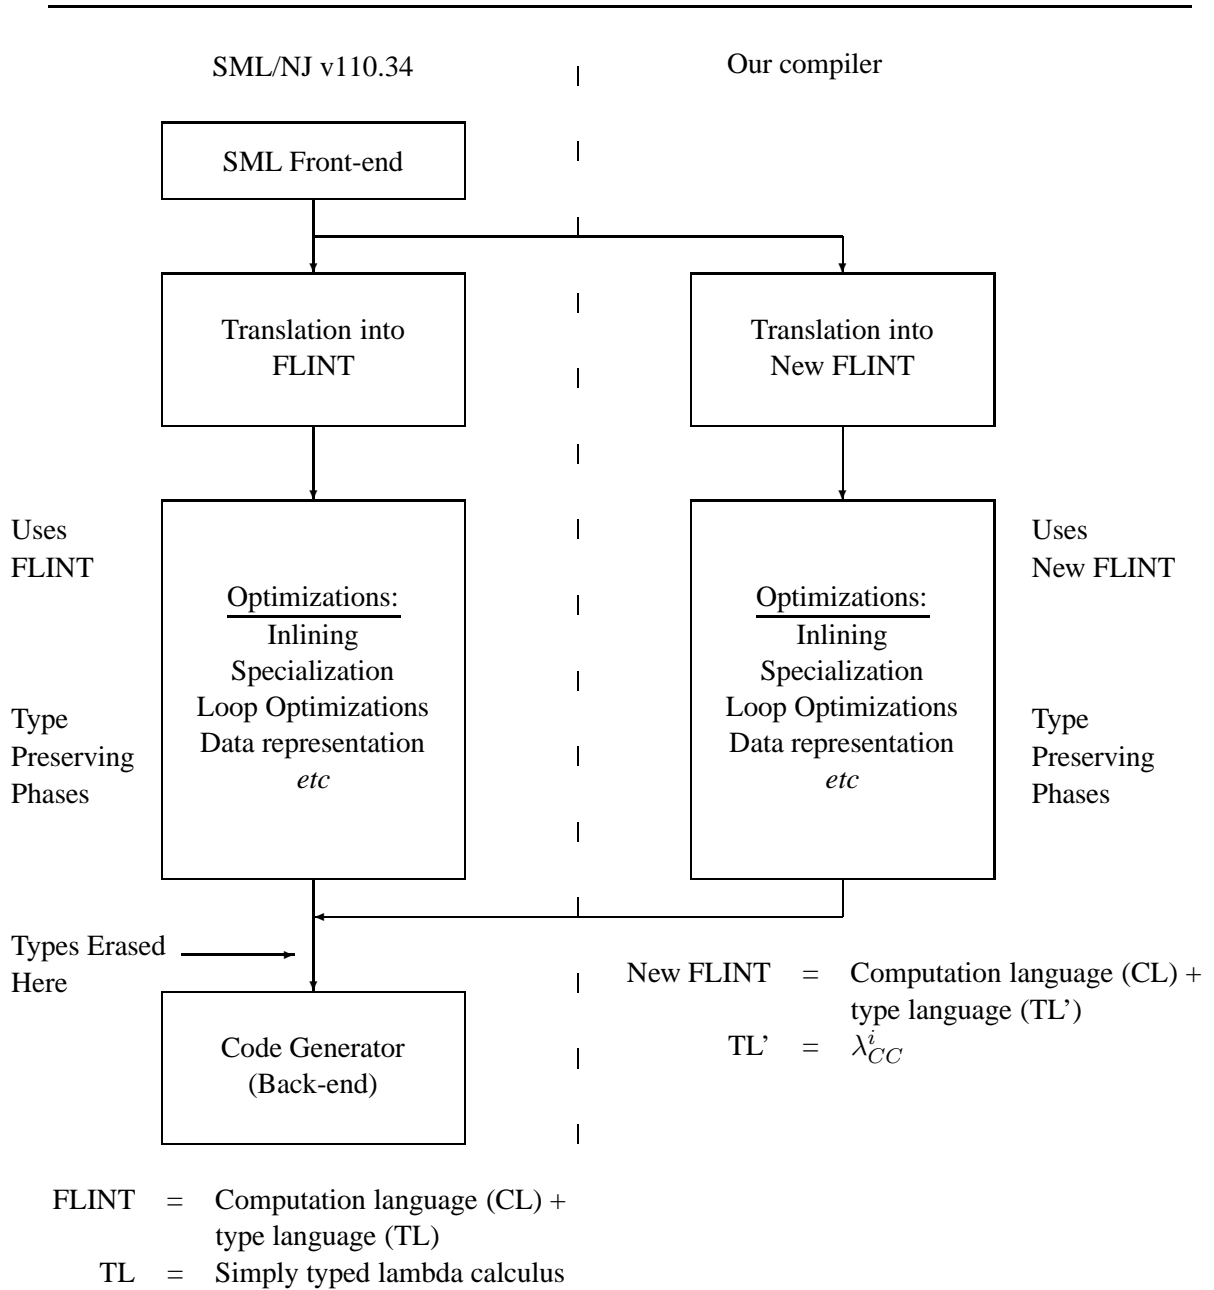 SML/NJ v110.34
Our compiler
SML Front-end
Translation into
FLINT
Translation into
New FLINT
Uses
FLINT
Optimizations:
Inlining
Specialization
Loop Optimizations
Data representation
etc
Type
Preserving
Phases
Optimizations:
Inlining
Specialization
Loop Optimizations
Data representation
etc
Uses
New FLINT
Type
Preserving
Phases
Types Erased
Here
Code Generator
(Back-end)
New FLINT = Computation language (CL) +
type language (TL’)
TL’ = λ^i_{CC}
FLINT = Computation language (CL) +
type language (TL)
TL = Simply typed lambda calculus